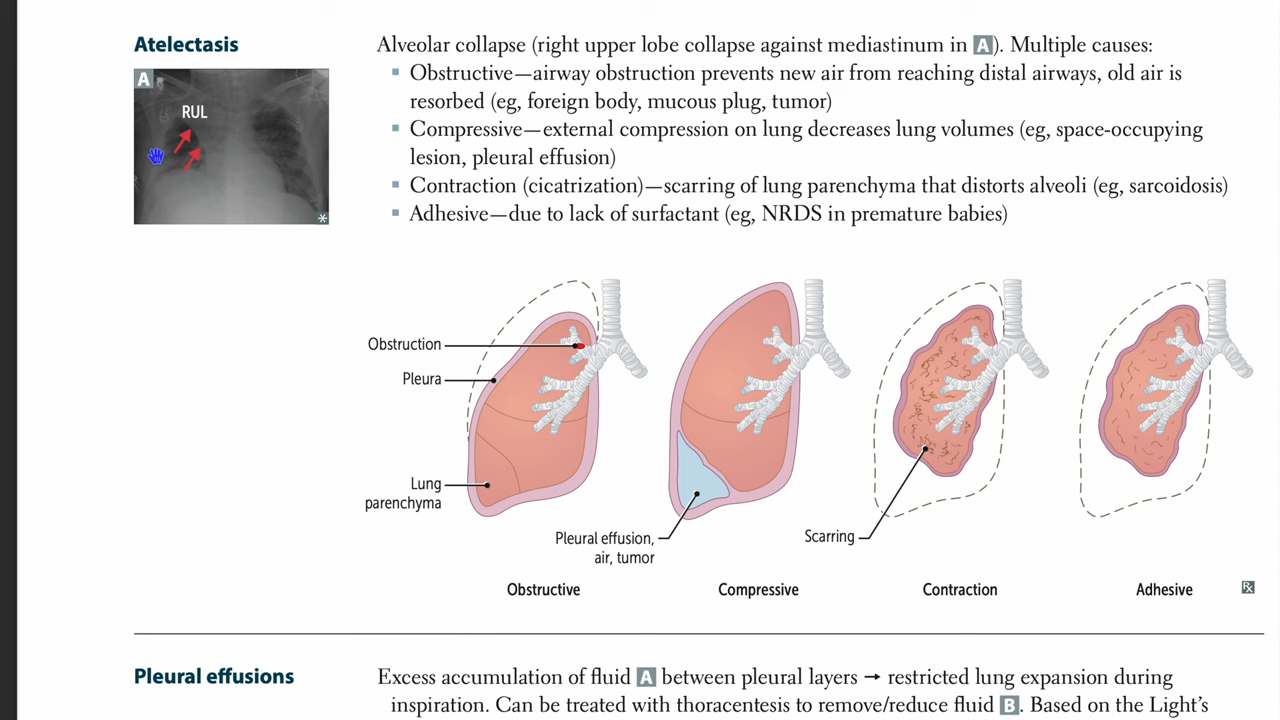 Atelectasis
A
RUL
*
Alveolar collapse (right upper lobe collapse against mediastinum in A). Multiple causes:
▪ Obstructive—airway obstruction prevents new air from reaching distal airways, old air is
resorbed (eg, foreign body, mucous plug, tumor)
▪ Compressive—external compression on lung decreases lung volumes (eg, space-occupying
lesion, pleural effusion)
▪ Contraction (cicatrization)—scarring of lung parenchyma that distorts alveoli (eg, sarcoidosis)
▪ Adhesive—due to lack of surfactant (eg, NRDS in premature babies)
Obstruction
Pleura
Lung
parenchyma
Pleural effusion,
air, tumor
Scarring
Obstructive
Compressive
Contraction
Adhesive
Rx
Pleural effusions
Excess accumulation of fluid A between pleural layers → restricted lung expansion during
inspiration. Can be treated with thoracentesis to remove/reduce fluid B. Based on the Light’s